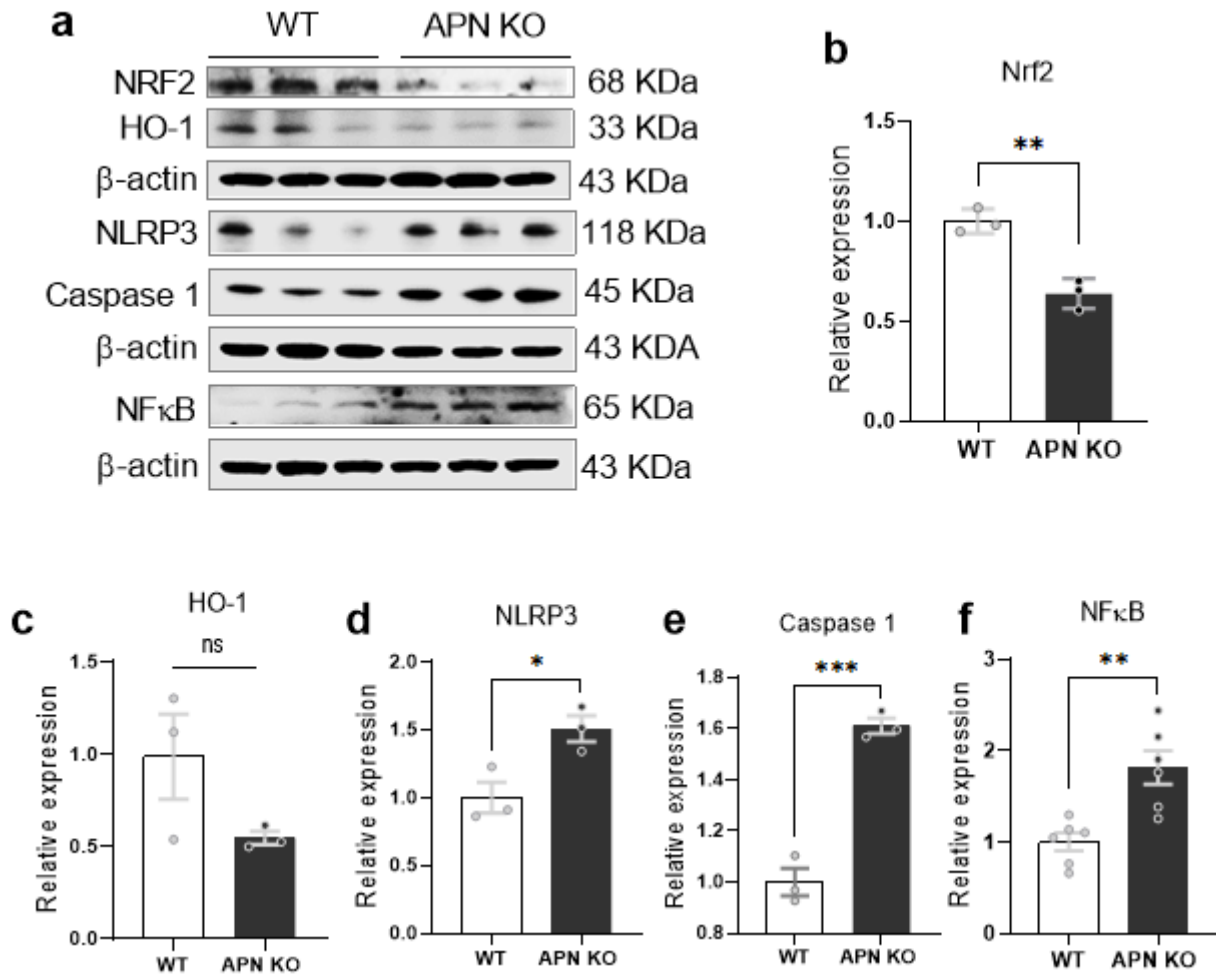 a
WT APN KO
NRF2 68 KDa
HO-1 33 KDa
β-actin 43 KDa
NLRP3 118 KDa
Caspase 1 45 KDa
β-actin 43 KDA
NFκB 65 KDa
β-actin 43 KDa
b
Nrf2
**
Relative expression
1.5
1.0
0.5
0.0
WT APN KO
c
HO-1
ns
Relative expression
1.5
1.0
0.5
0.0
WT APN KO
d
NLRP3
*
Relative expression
2.0
1.5
1.0
0.5
0.0
WT APN KO
e
Caspase 1
***
Relative expression
1.8
1.6
1.4
1.2
1.0
0.8
WT APN KO
f
NFκB
**
Relative expression
3
2
1
0
WT APN KO